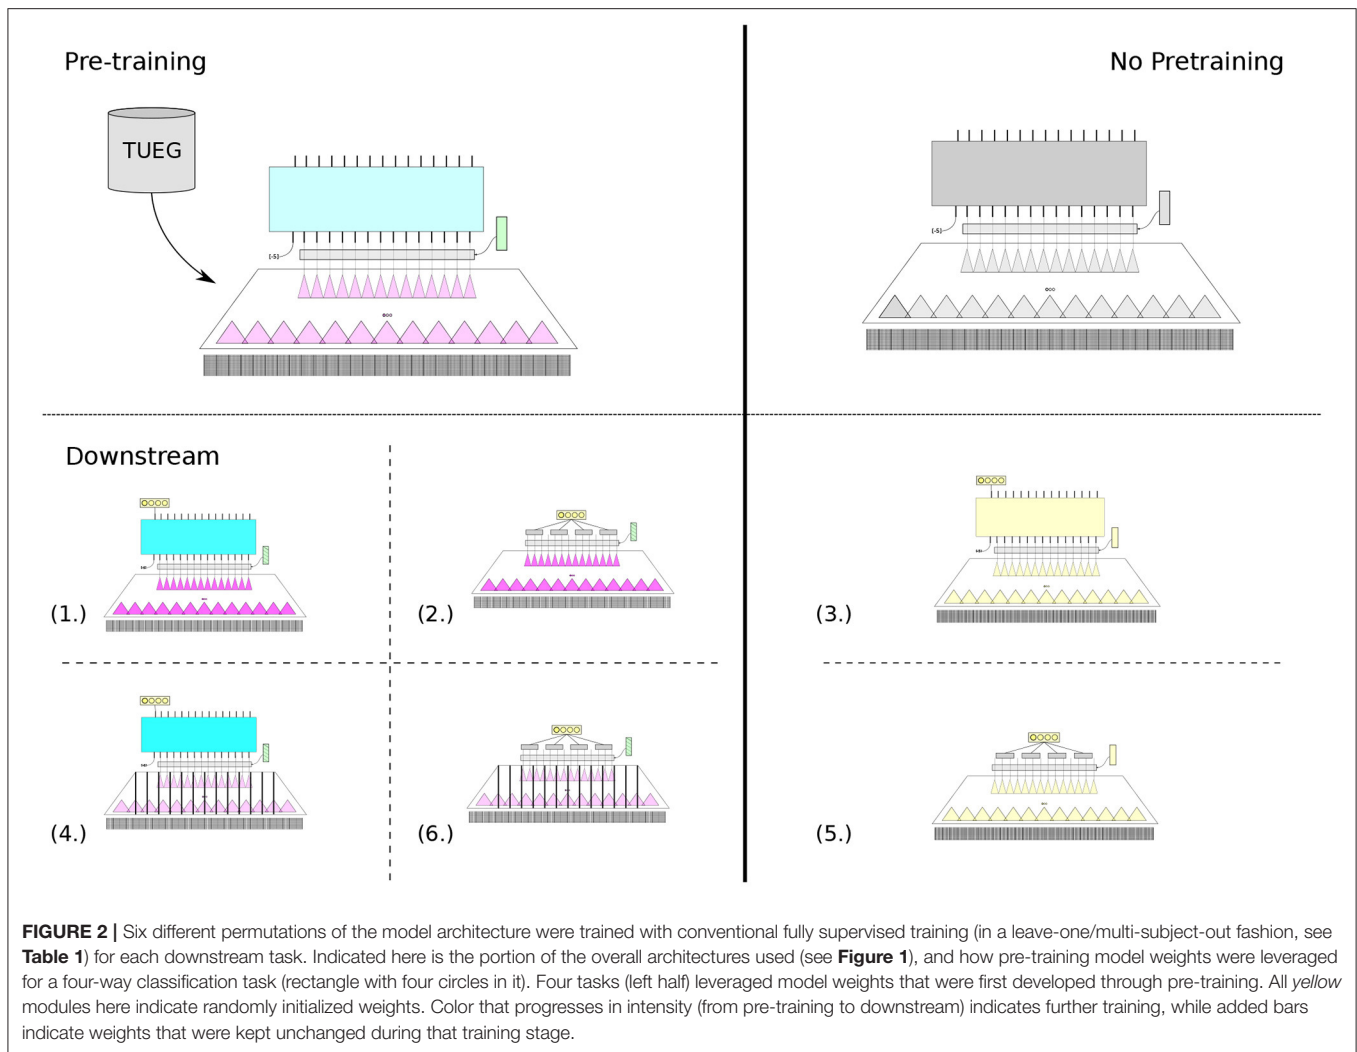 Pre-training
No Pretraining
TUEG
[-5]
[-5]
Downstream
(1.)
(2.)
(3.)
(4.)
(6.)
(5.)
FIGURE 2 | Six different permutations of the model architecture were trained with conventional fully supervised training (in a leave-one/multi-subject-out fashion, see
Table 1) for each downstream task. Indicated here is the portion of the overall architectures used (see Figure 1), and how pre-training model weights were leveraged
for a four-way classification task (rectangle with four circles in it). Four tasks (left half) leveraged model weights that were first developed through pre-training. All yellow
modules here indicate randomly initialized weights. Color that progresses in intensity (from pre-training to downstream) indicates further training, while added bars
indicate weights that were kept unchanged during that training stage.